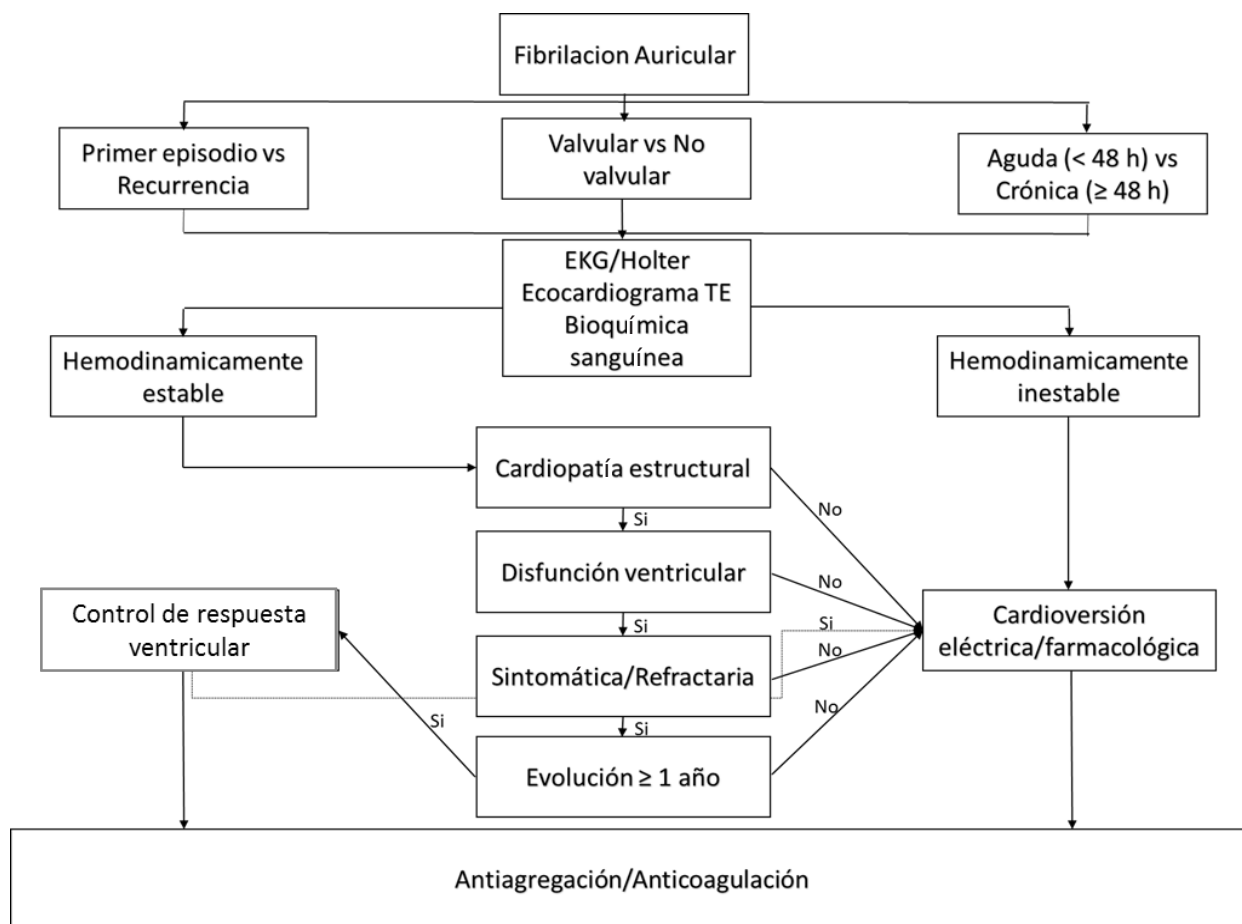 Fibrilacion Auricular
Primer episodio vs
Recurrencia
Valvular vs No
valvular
Aguda (< 48 h) vs
Crónica (≥ 48 h)
EKG/Holter
Ecocardiograma TE
Bioquímica
sanguínea
Hemodinamicamente
estable
Hemodinamicamente
inestable
Cardiopatía estructural
No
Si
Disfunción ventricular
No
Si
Si
Control de respuesta
ventricular
Cardioversión
eléctrica/farmacológica
Sintomática/Refractaria
No
Si
No
Si
Evolución ≥ 1 año
Antiagregación/Anticoagulación